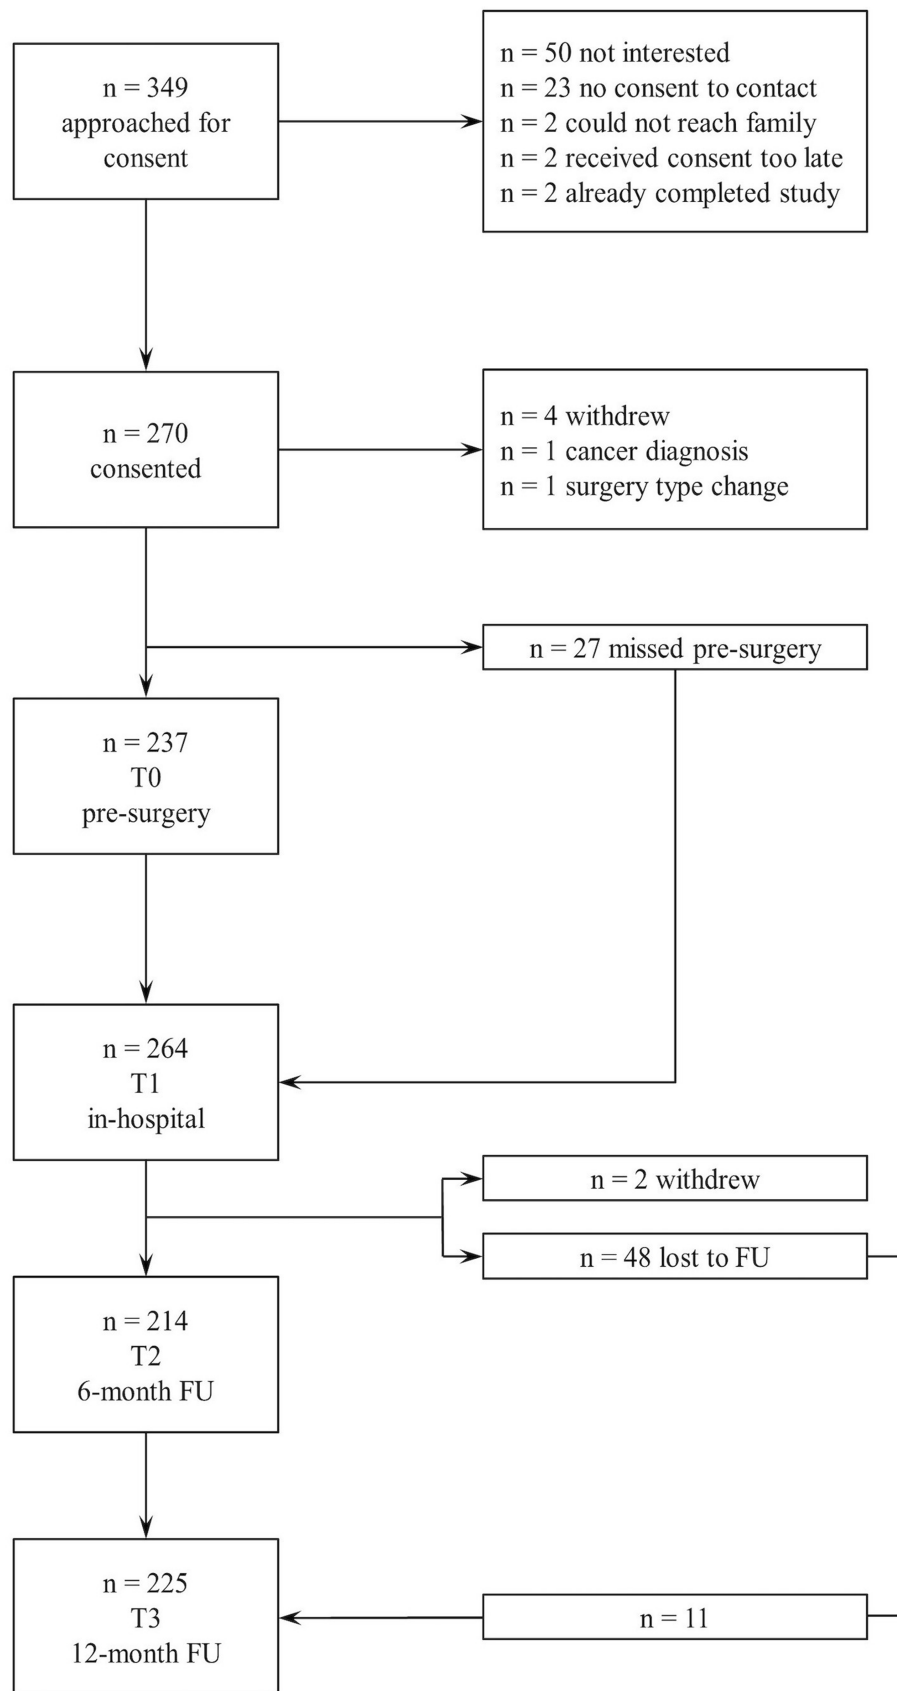 n = 349
approached for
consent
n = 50 not interested
n = 23 no consent to contact
n = 2 could not reach family
n = 2 received consent too late
n = 2 already completed study
n = 270
consented
n = 4 withdrew
n = 1 cancer diagnosis
n = 1 surgery type change
n = 27 missed pre-surgery
n = 237
T0
pre-surgery
n = 264
T1
in-hospital
n = 2 withdrew
n = 48 lost to FU
n = 214
T2
6-month FU
n = 225
T3
12-month FU
n = 11